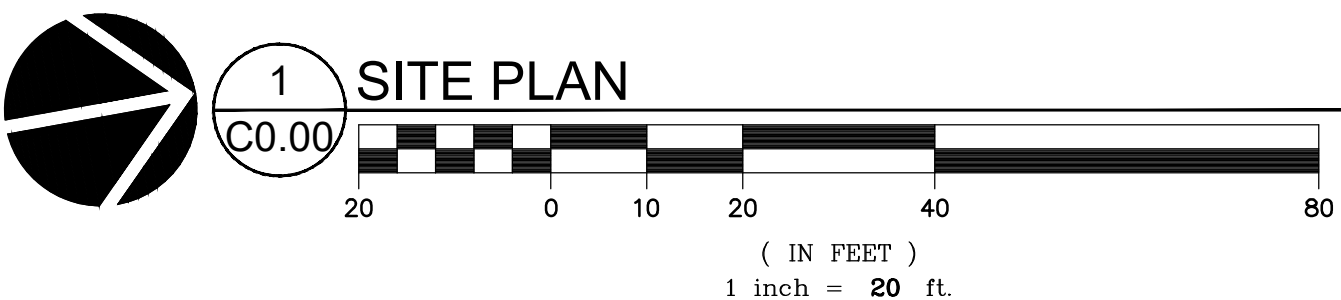 1 SITE PLAN
C0.00
20 0 10 20 40 80
( IN FEET )
1 inch = 20 ft.